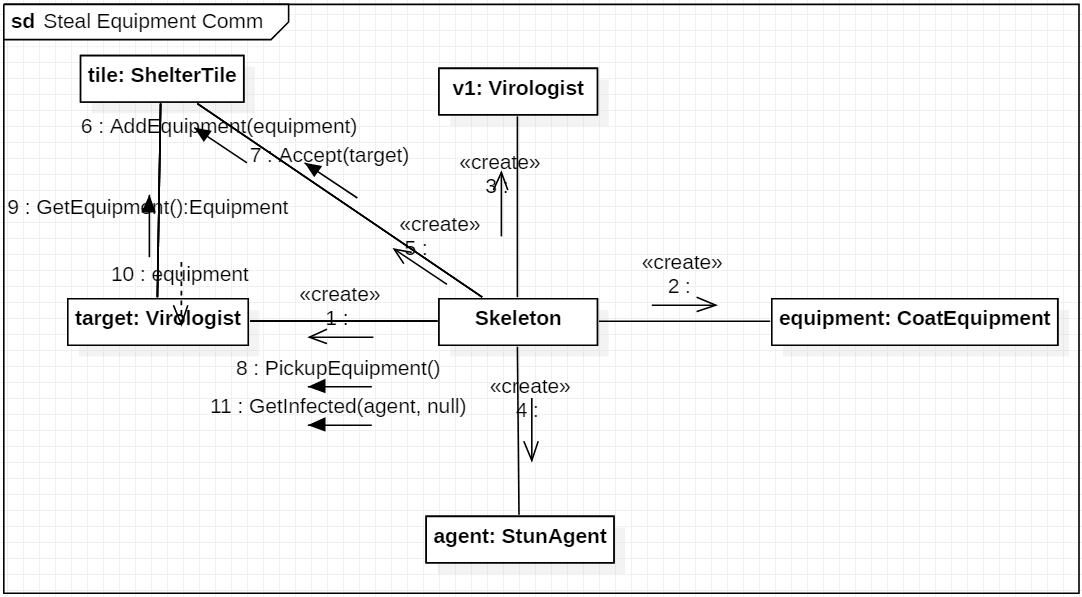 sd Steal Equipment Comm
tile: ShelterTile
v1: Virologist
6 : AddEquipment(equipment)
7 : Accept(target)
«create»
3 :
9 : GetEquipment():Equipment
«create»
5 :
10 : equipment
«create»
2 :
«create»
1 :
target: Virologist
Skeleton
equipment: CoatEquipment
8 : PickupEquipment()
«create»
4 :
11 : GetInfected(agent, null)
agent: StunAgent